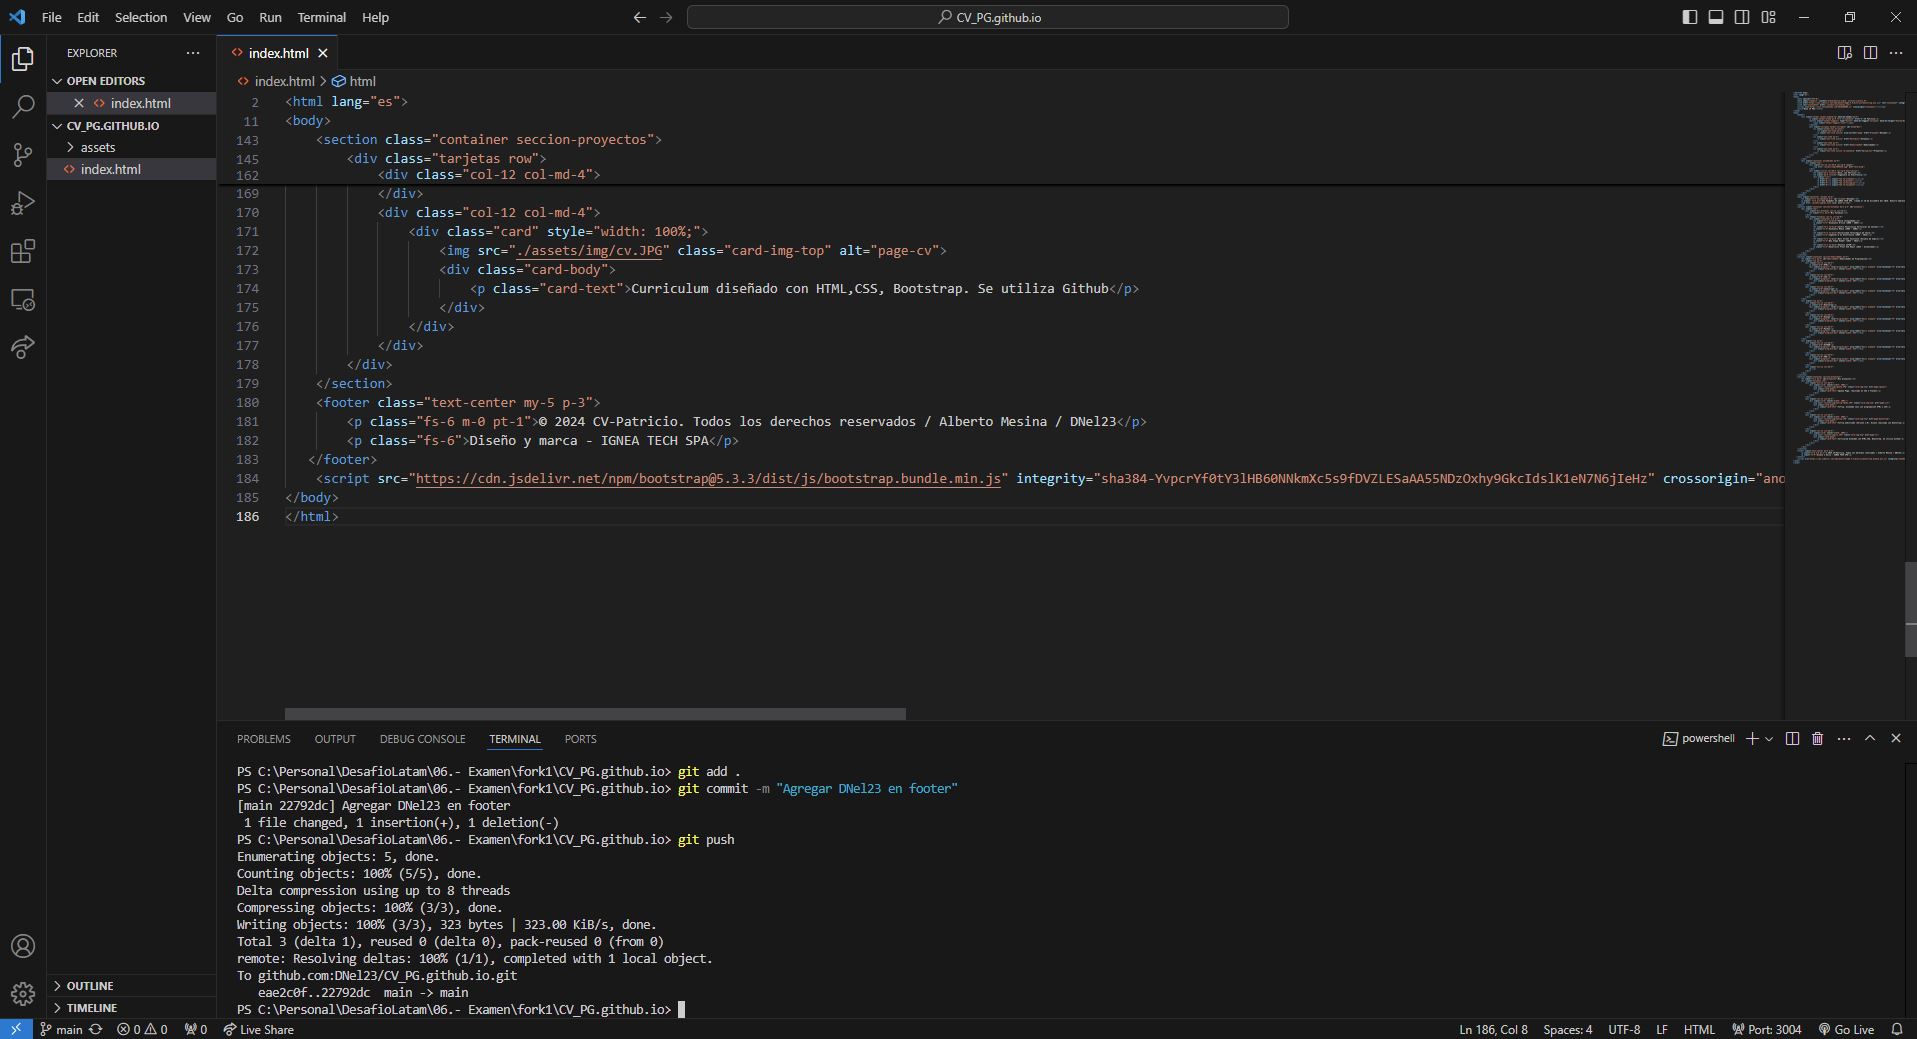 File Edit Selection View Go Run Terminal Help
CV_PG.github.io
EXPLORER
index.html
OPEN EDITORS
index.html
CV_PG.GITHUB.IO
assets
index.html
index.html > html
2 <html lang="es">
11 <body>
143 <section class="container seccion-proyectos">
145 <div class="tarjetas row">
162 <div class="col-12 col-md-4">
169 </div>
170 <div class="col-12 col-md-4">
171 <div class="card" style="width: 100%;">
172 <img src="./assets/img/cv.JPG" class="card-img-top" alt="page-cv">
173 <div class="card-body">
174 <p class="card-text">Curriculum diseñado con HTML,CSS, Bootstrap. Se utiliza Github</p>
175 </div>
176 </div>
177 </div>
178 </div>
179 </section>
180 <footer class="text-center my-5 p-3">
181 <p class="fs-6 m-0 pt-1">© 2024 CV-Patricio. Todos los derechos reservados / Alberto Mesina / DNel23</p>
182 <p class="fs-6">Diseño y marca - IGNEA TECH SPA</p>
183 </footer>
184 <script src="https://cdn.jsdelivr.net/npm/bootstrap@5.3.3/dist/js/bootstrap.bundle.min.js" integrity="sha384-YvpcrYf0tY3lHB60NNkmXc5s9fDVZLESaAA55NDzOxhy9GkcIdslK1eN7N6jIeHz" crossorigin="ano
185 </body>
186 </html>
PROBLEMS OUTPUT DEBUG CONSOLE TERMINAL PORTS
powershell
PS C:\Personal\DesafioLatam\06.- Examen\fork1\CV_PG.github.io> git add .
PS C:\Personal\DesafioLatam\06.- Examen\fork1\CV_PG.github.io> git commit -m "Agregar DNel23 en footer"
[main 22792dc] Agregar DNel23 en footer
1 file changed, 1 insertion(+), 1 deletion(-)
PS C:\Personal\DesafioLatam\06.- Examen\fork1\CV_PG.github.io> git push
Enumerating objects: 5, done.
Counting objects: 100% (5/5), done.
Delta compression using up to 8 threads
Compressing objects: 100% (3/3), done.
Writing objects: 100% (3/3), 323 bytes | 323.00 KiB/s, done.
Total 3 (delta 1), reused 0 (delta 0), pack-reused 0 (from 0)
remote: Resolving deltas: 100% (1/1), completed with 1 local object.
To github.com:DNel23/CV_PG.github.io.git
eae2c0f..22792dc main -> main
PS C:\Personal\DesafioLatam\06.- Examen\fork1\CV_PG.github.io>
OUTLINE
TIMELINE
main 0 0 0 Live Share
Ln 186, Col 8 Spaces: 4 UTF-8 LF HTML Port: 3004 Go Live